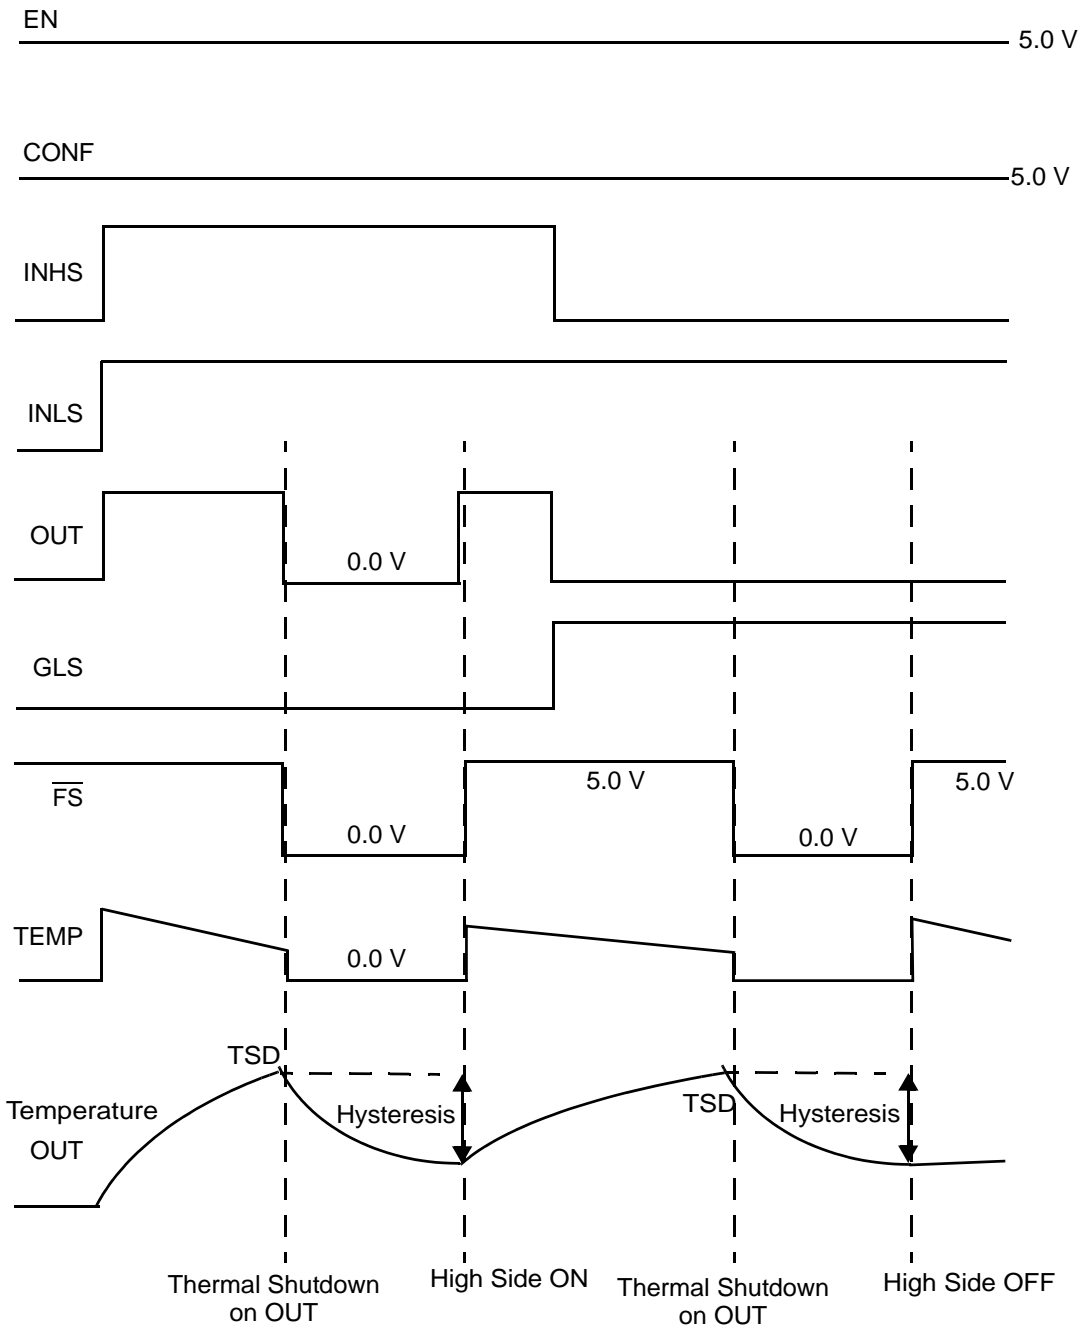 EN
5.0 V
CONF
5.0 V
INHS
INLS
OUT
0.0 V
GLS
FS
5.0 V
5.0 V
0.0 V
0.0 V
TEMP
0.0 V
TSD
Temperature
OUT
Hysteresis
TSD
Hysteresis
Thermal Shutdown
on OUT
High Side ON
Thermal Shutdown
on OUT
High Side OFF